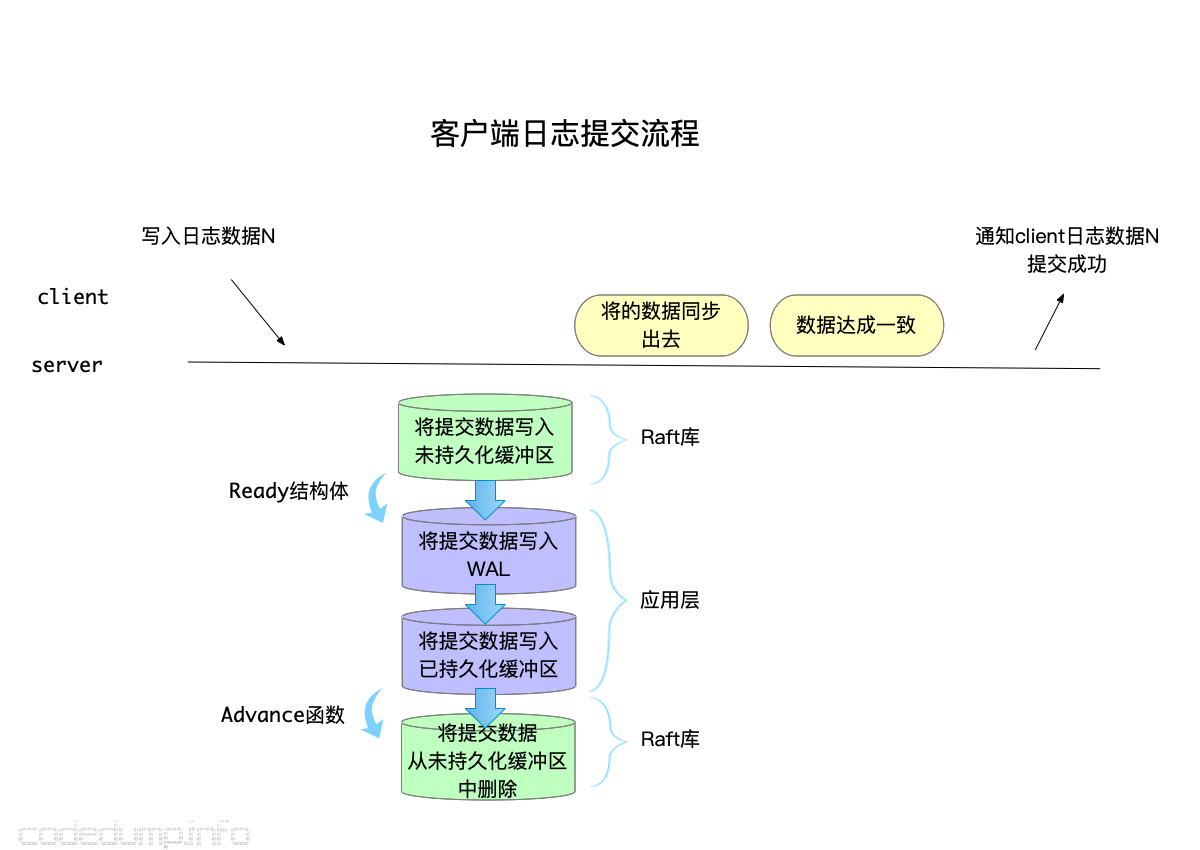 客户端日志提交流程
写入日志数据N
通知client日志数据N
提交成功
client
将的数据同步
出去
数据达成一致
server
将提交数据写入
未持久化缓冲区
Raft库
Ready结构体
将提交数据写入
WAL
应用层
将提交数据写入
已持久化缓冲区
Advance函数
将提交数据
从未持久化缓冲区
中删除
Raft库
codedump.info